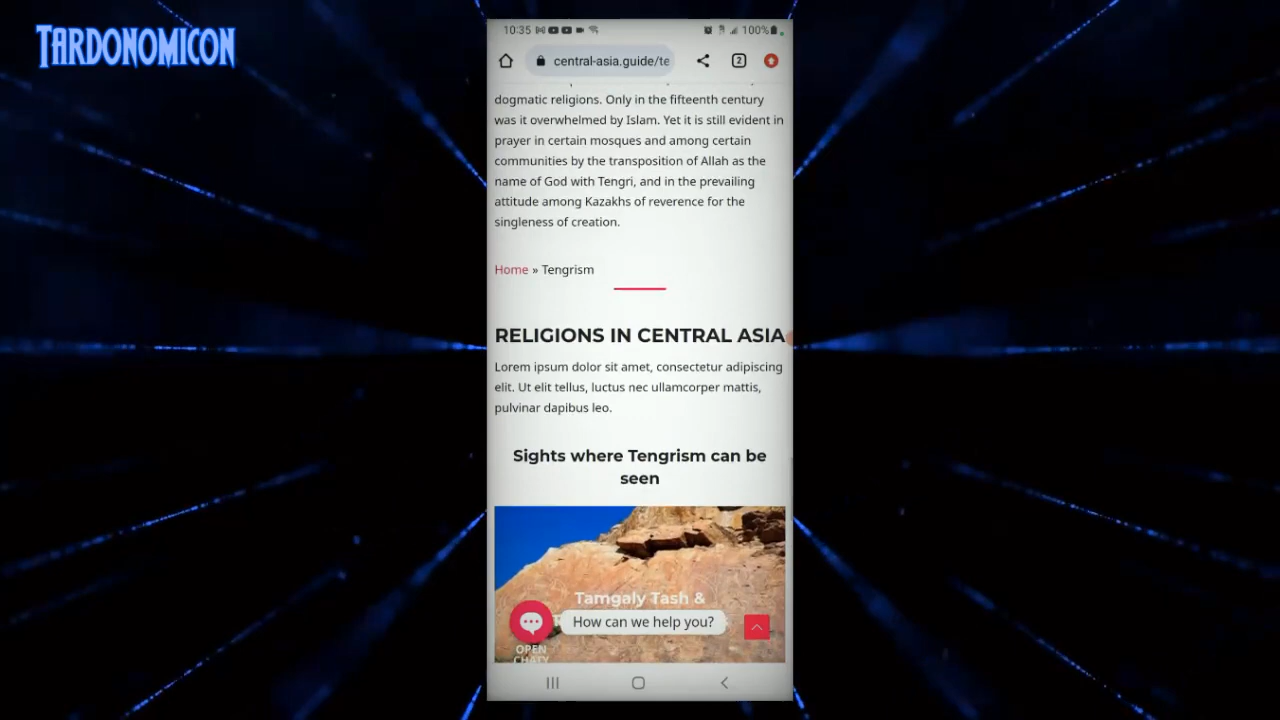 TARDONOMICON
10:35
100%
central-asia.guide/te
2
dogmatic religions. Only in the fifteenth century
was it overwhelmed by Islam. Yet it is still evident in
prayer in certain mosques and among certain
communities by the transposition of Allah as the
name of God with Tengri, and in the prevailing
attitude among Kazakhs of reverence for the
singleness of creation.
Home » Tengrism
RELIGIONS IN CENTRAL ASIA
Lorem ipsum dolor sit amet, consectetur adipiscing
elit. Ut elit tellus, luctus nec ullamcorper mattis,
pulvinar dapibus leo.
Sights where Tengrism can be
seen
Tamgaly Tash &
How can we help you?
OPEN
CHATY